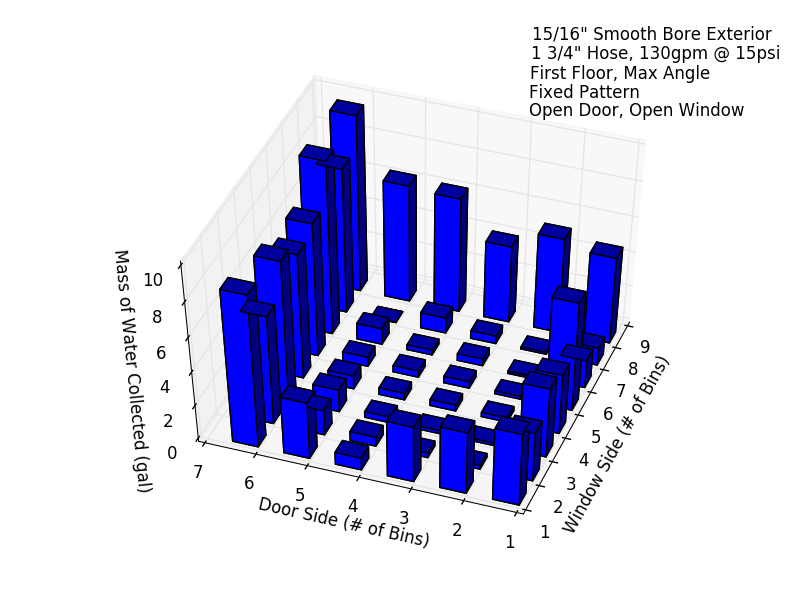 15/16" Smooth Bore Exterior
1 3/4" Hose, 130gpm @ 15psi
First Floor, Max Angle
Fixed Pattern
Open Door, Open Window
Mass of Water Collected (gal)
10
8
6
4
2
0
7
6
5
4
3
2
1
Door Side (# of Bins)
1
2
3
4
5
6
7
8
9
Window Side (# of Bins)